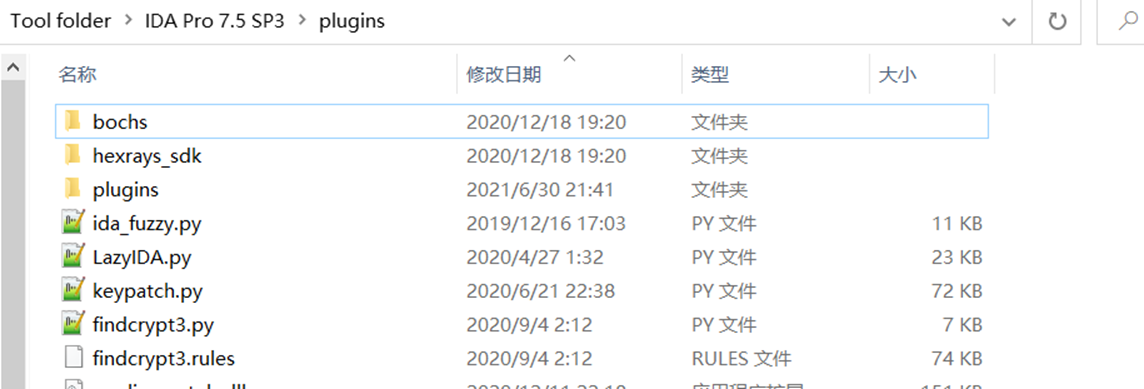 Tool folder > IDA Pro 7.5 SP3 > plugins
名称 修改日期 类型 大小
bochs 2020/12/18 19:20 文件夹
hexrays_sdk 2020/12/18 19:20 文件夹
plugins 2021/6/30 21:41 文件夹
ida_fuzzy.py 2019/12/16 17:03 PY 文件 11 KB
LazyIDA.py 2020/4/27 1:32 PY 文件 23 KB
keypatch.py 2020/6/21 22:38 PY 文件 72 KB
findcrypt3.py 2020/9/4 2:12 PY 文件 7 KB
findcrypt3.rules 2020/9/4 2:12 RULES 文件 74 KB